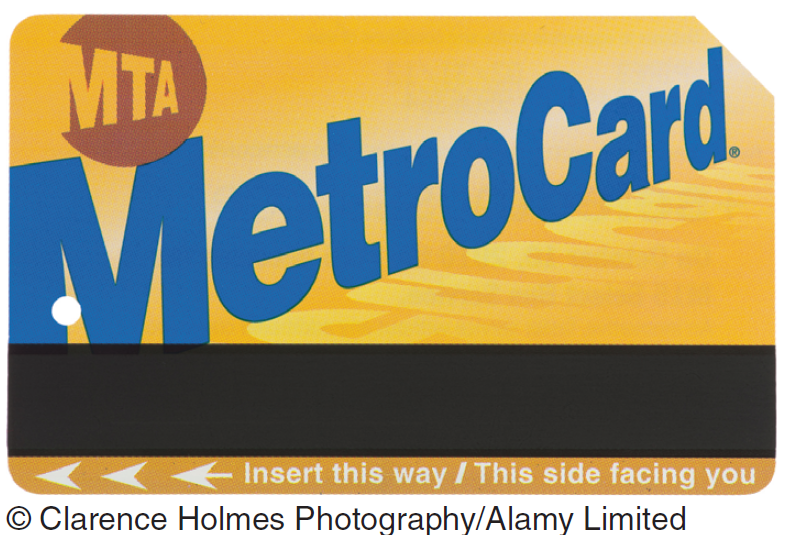 MTA
MetroCard®
Insert this way / This side facing you
© Clarence Holmes Photography/Alamy Limited